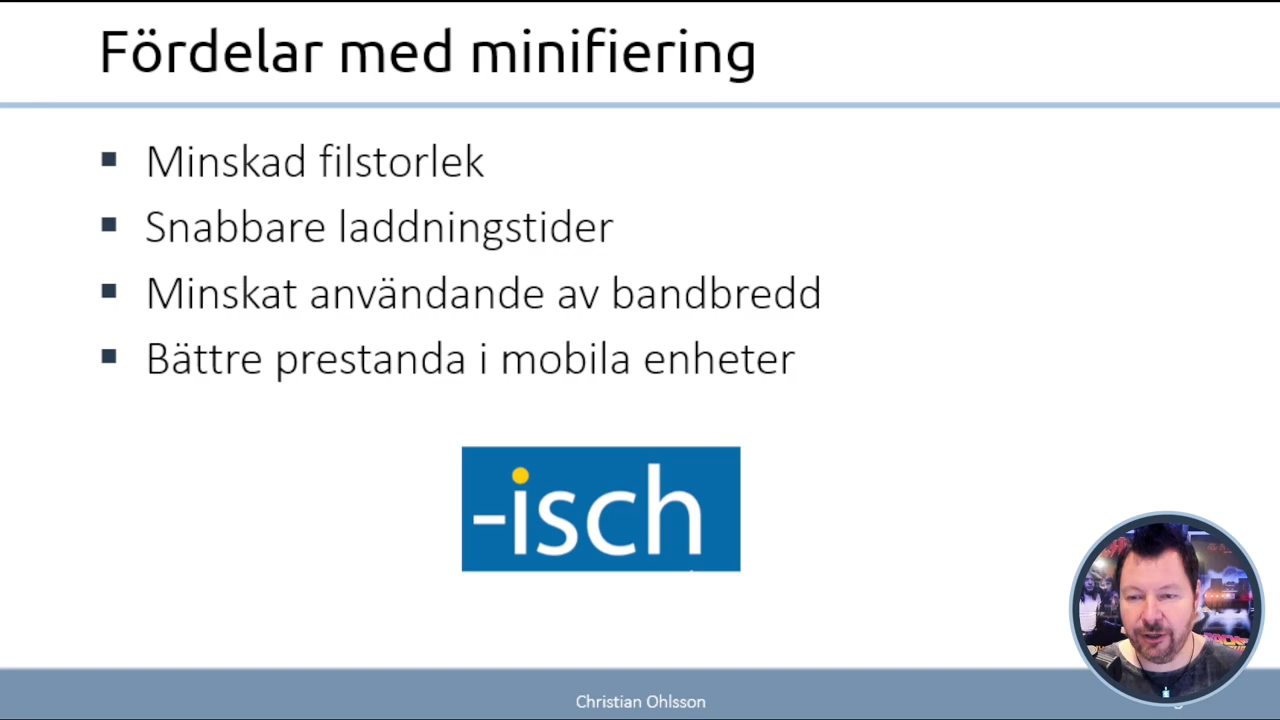 Fördelar med minifiering
Minskad filstorlek
Snabbare laddningstider
Minskat användande av bandbredd
Bättre prestanda i mobila enheter
-isch
Christian Ohlsson